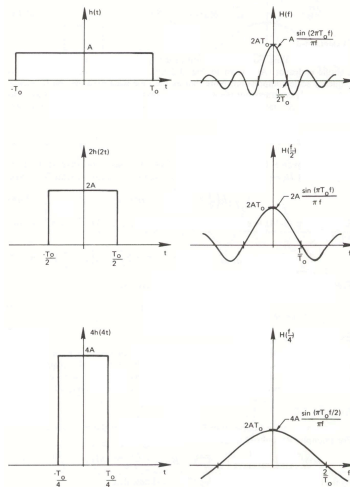 h(t)
A
-T₀
T₀
t
H(f)
2AT₀
A sin (2πT₀f) / πf
1/2T₀
f
2h(2t)
2A
-T₀/2
T₀/2
t
H(f/2)
2AT₀
2A sin (πT₀f) / πf
1/T₀
f
4h(4t)
4A
-T₀/4
T₀/4
t
H(f/4)
2AT₀
4A sin (πT₀f/2) / πf
2/T₀
f